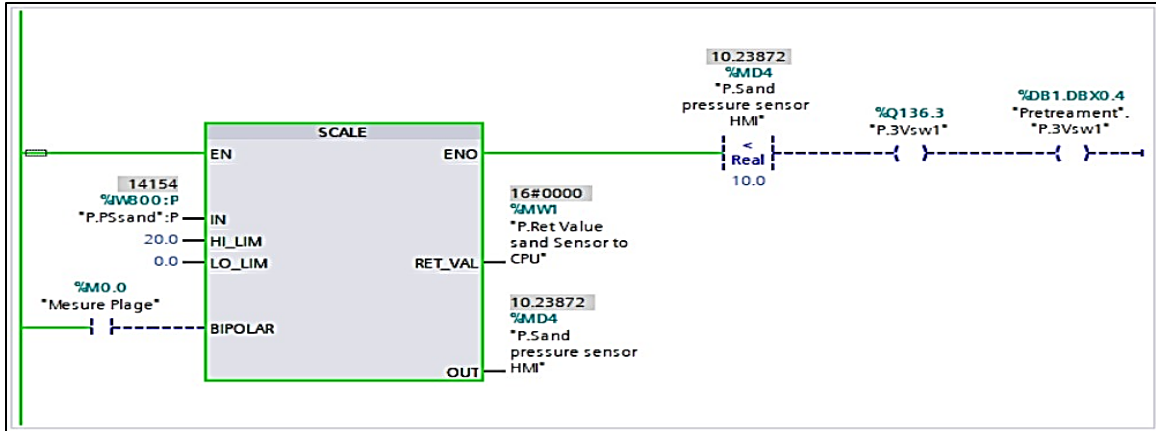 10.23872
%MD4
"P.Sand
pressure sensor
HMI"
<
Real
10.0
%Q136.3
"P.3Vsw1"
%DB1.DBX0.4
"Pretreament".
"P.3Vsw1"
SCALE
EN
ENO
14154
%IW800:P
"P.PSsand":P
IN
20.0
HI_LIM
0.0
LO_LIM
%M0.0
"Mesure Plage"
BIPOLAR
16#0000
%MW1
"P.Ret Value
sand Sensor to
CPU"
RET_VAL
10.23872
%MD4
"P.Sand
pressure sensor
HMI"
OUT